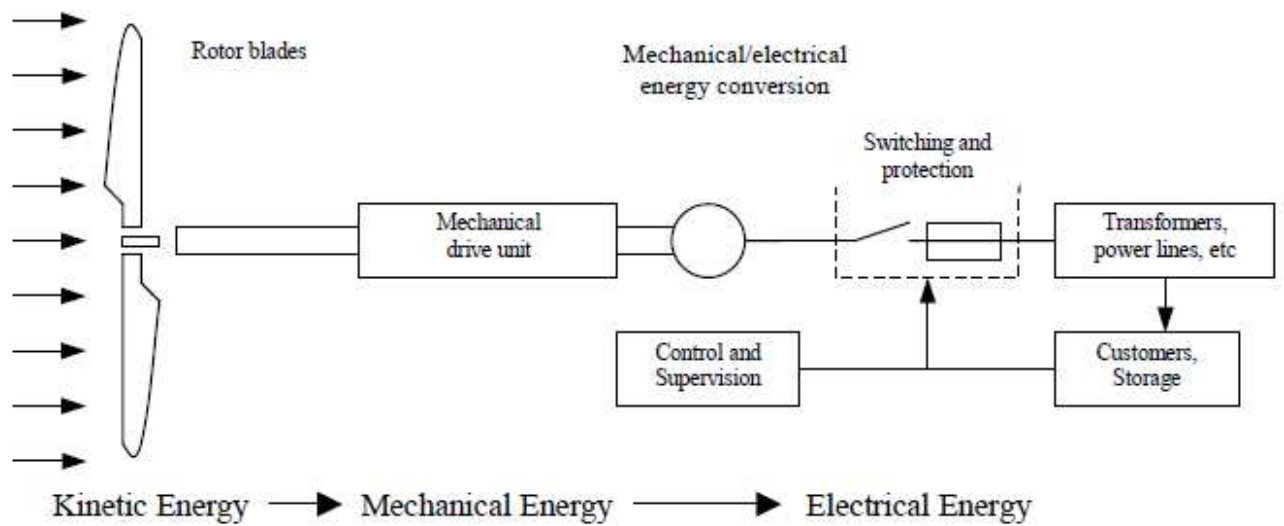 Rotor blades
Mechanical/electrical
energy conversion
Switching and
protection
Mechanical
drive unit
Transformers,
power lines, etc
Control and
Supervision
Customers,
Storage
Kinetic Energy
Mechanical Energy
Electrical Energy